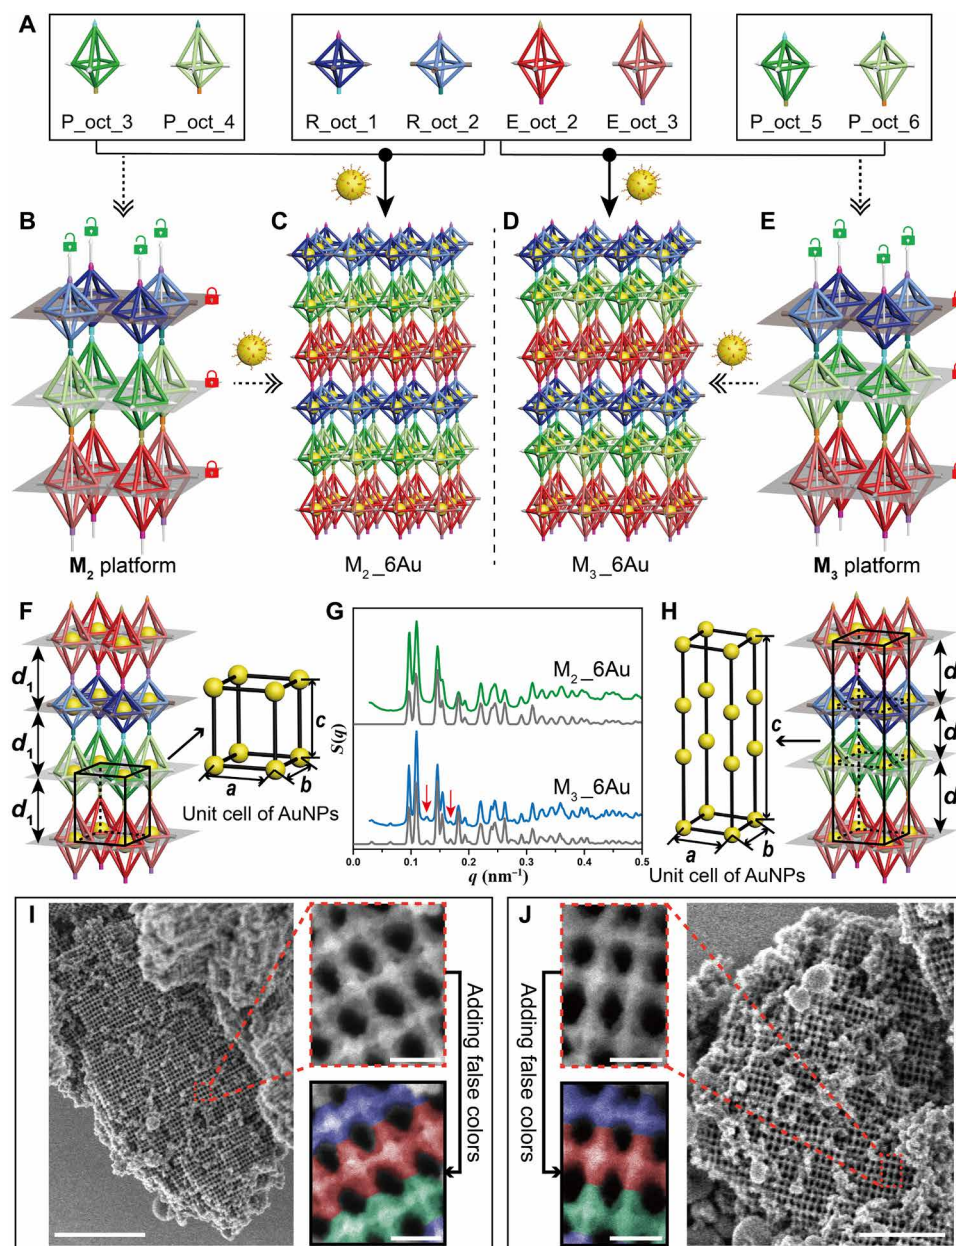 A
P_oct_3 P_oct_4 R_oct_1 R_oct_2 E_oct_2 E_oct_3 P_oct_5 P_oct_6
B C D E
M₂ platform M₂_6Au M₃_6Au M₃ platform
F G H
d₁
d₁
d₁
c
a b
Unit cell of AuNPs
S(q)
M₂_6Au
M₃_6Au
0.0 0.1 0.2 0.3 0.4 0.5
q (nm⁻¹)
c
a b
Unit cell of AuNPs
d
d
d
I J
Adding false colors
Adding false colors